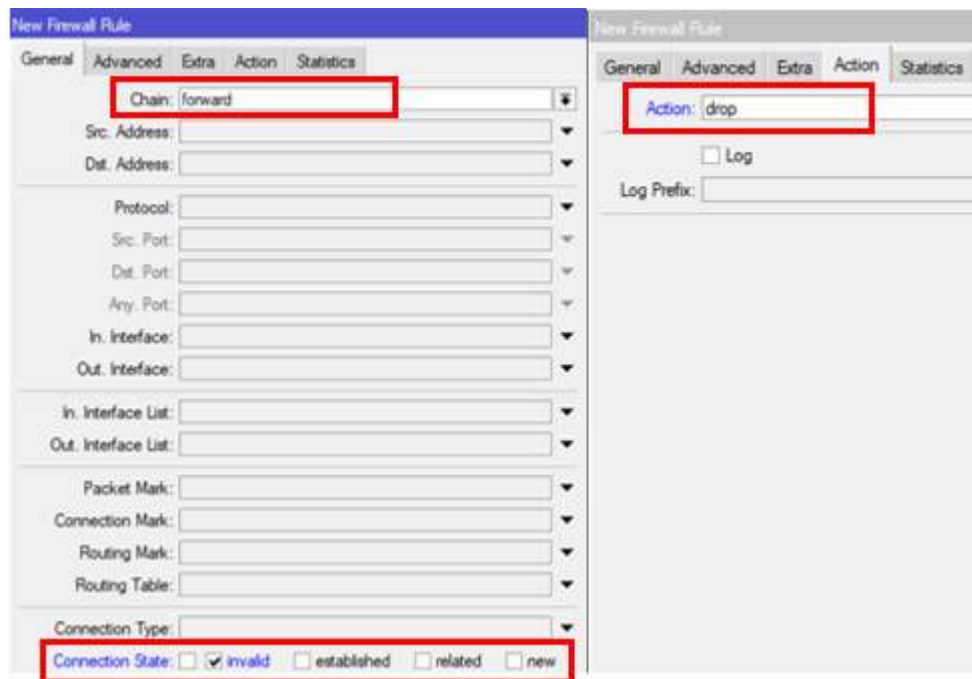 New Firewall Rule
General Advanced Extra Action Statistics
Chain: forward
Src. Address:
Dst. Address:
Protocol:
Src. Port:
Dst. Port:
Any. Port:
In. Interface:
Out. Interface:
In. Interface List:
Out. Interface List:
Packet Mark:
Connection Mark:
Routing Mark:
Routing Table:
Connection Type:
Connection State: invalid established related new
New Firewall Rule
General Advanced Extra Action Statistics
Action: drop
Log
Log Prefix: